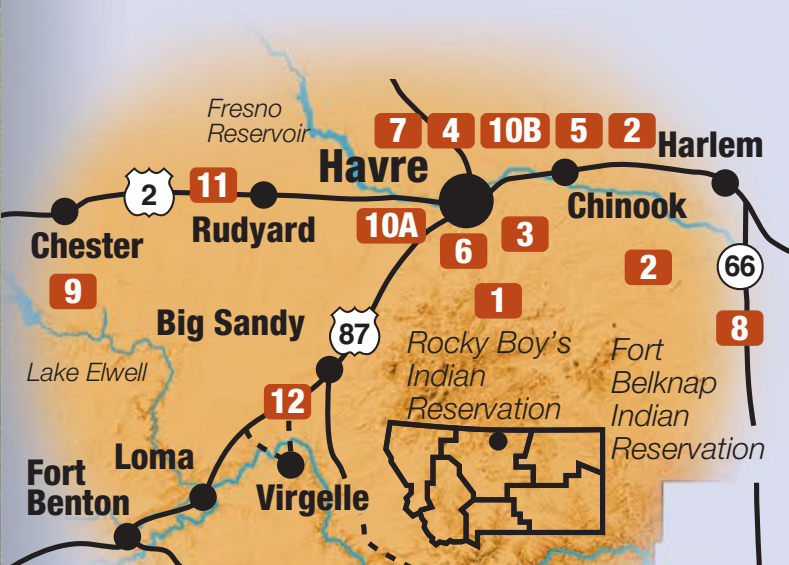 Fresno
Reservoir
7
4
10B
5
2
Harlem
Havre
2
11
Rudyard
Chinook
10A
6
3
Chester
9
2
66
1
Big Sandy
87
8
Lake Elwell
Rocky Boy's
Indian
Reservation
Fort
Belknap
Indian
Reservation
12
Loma
Fort
Benton
Virgelle